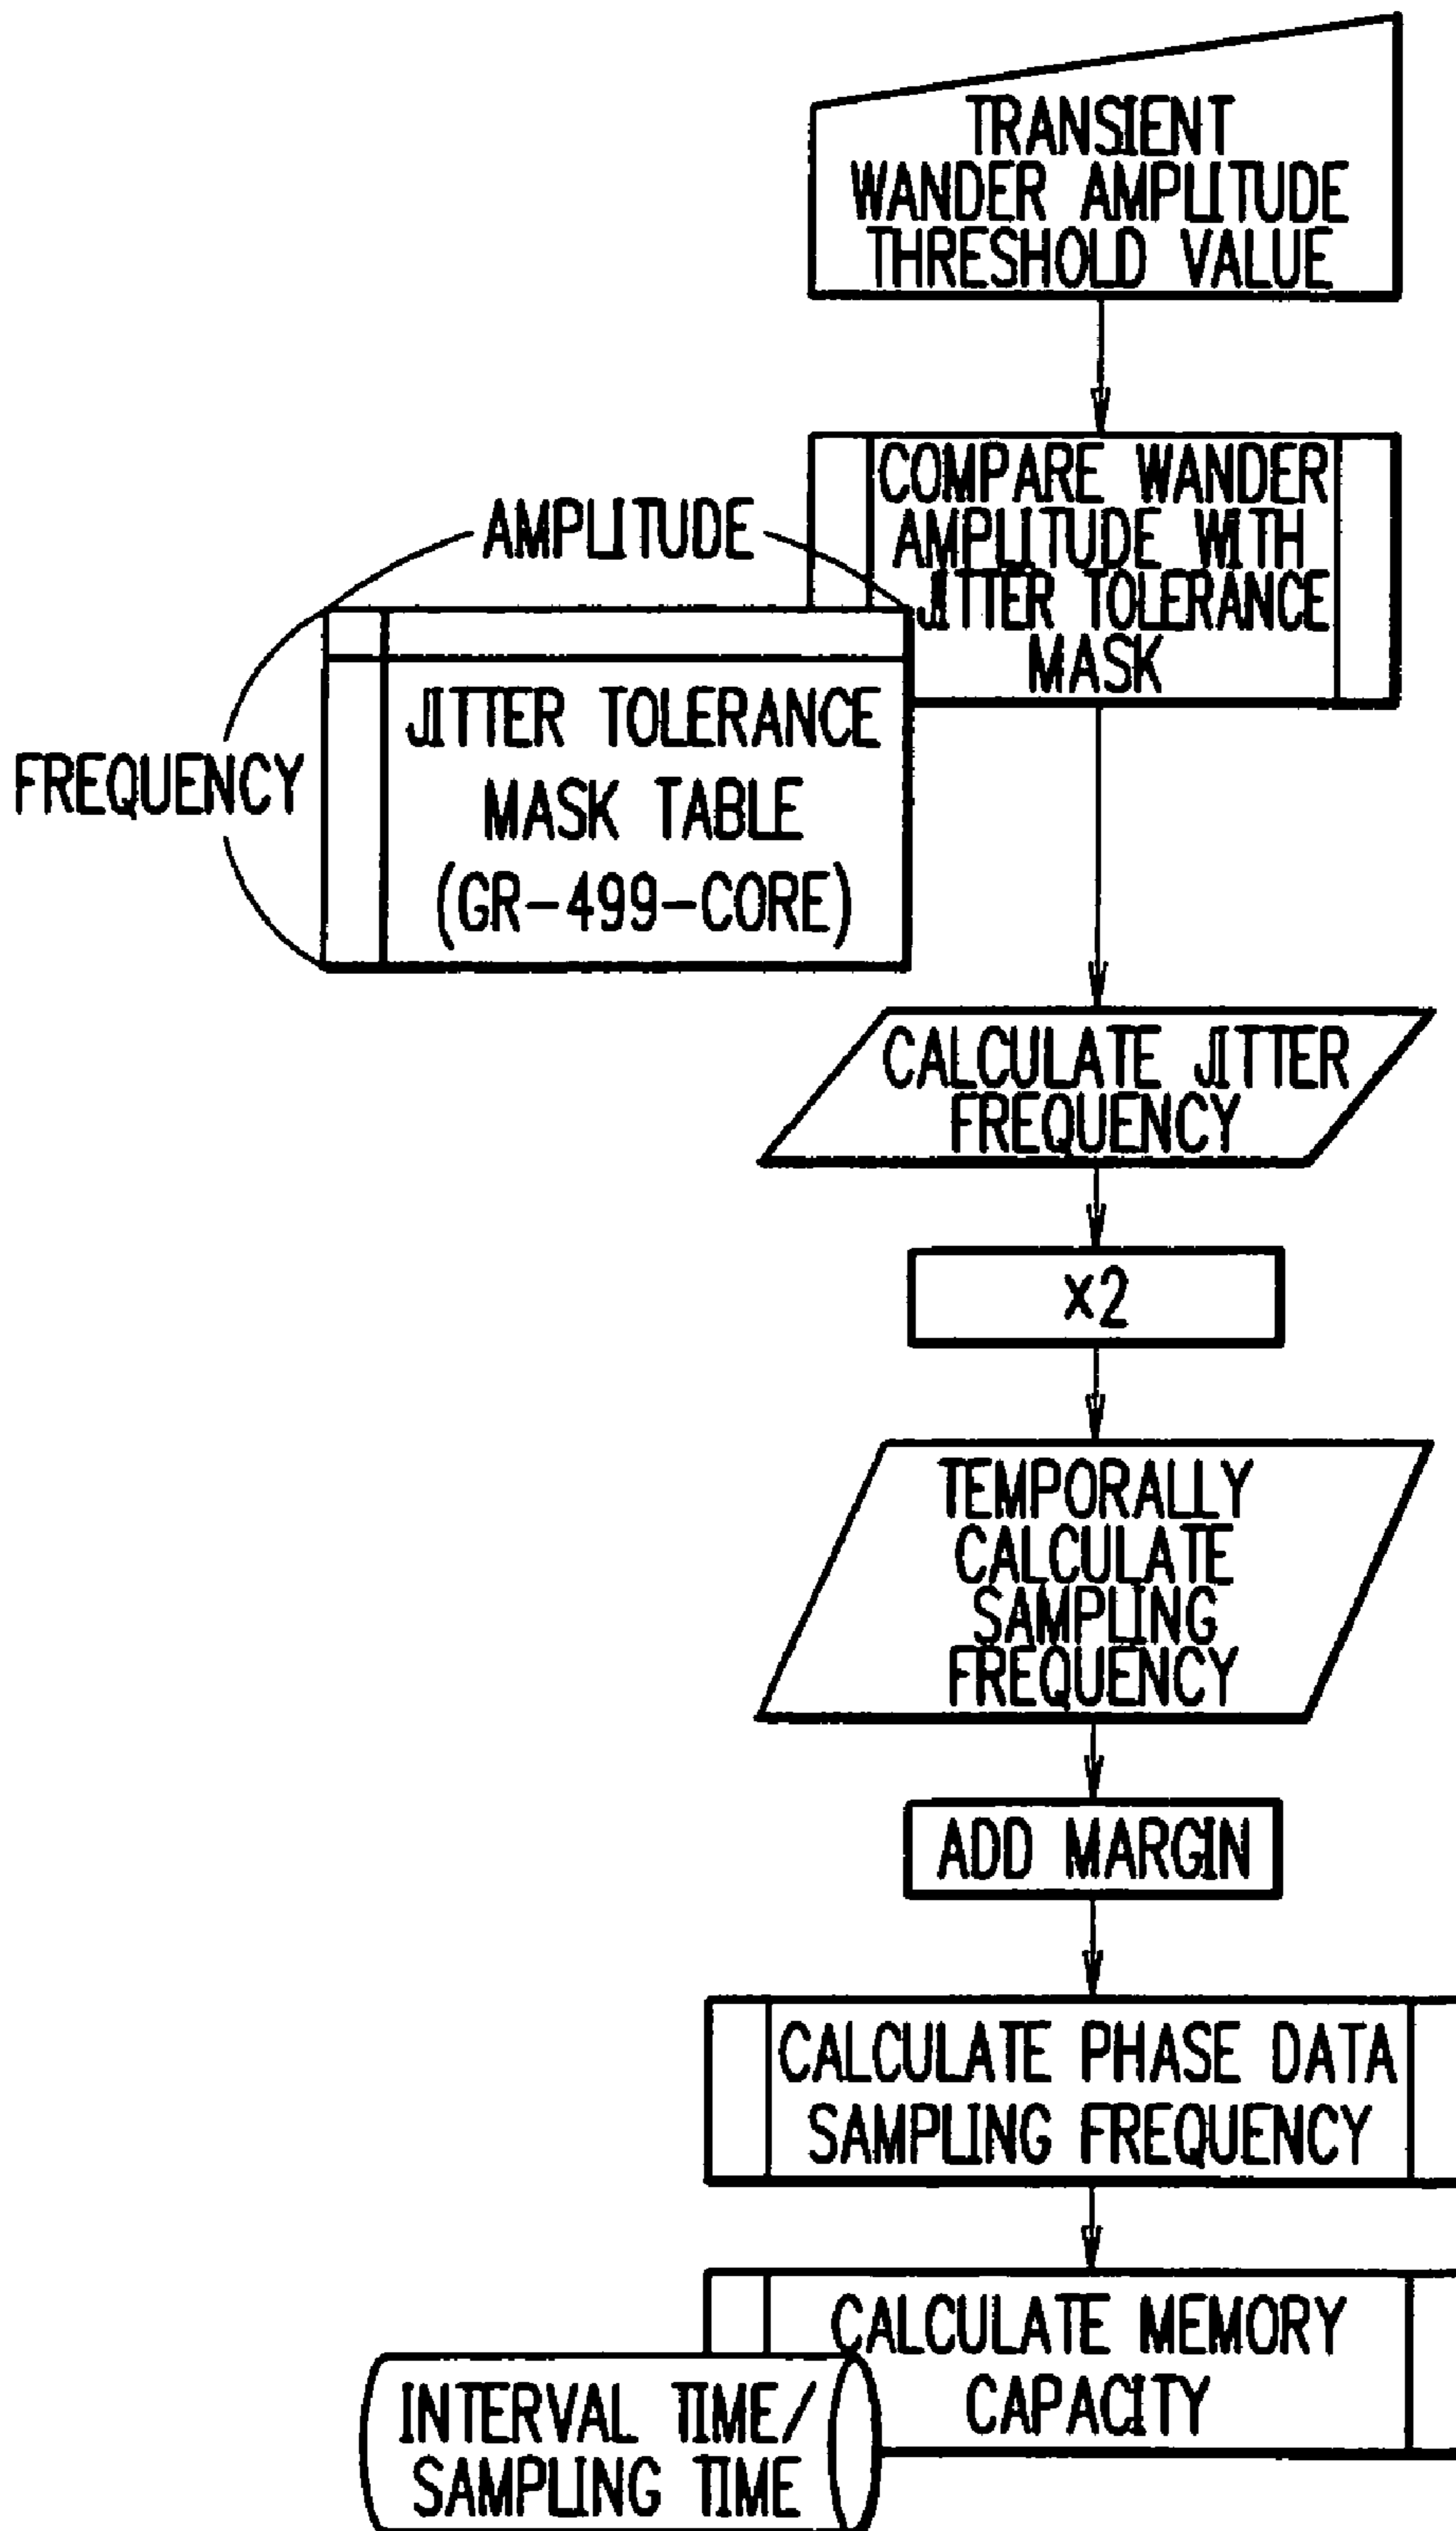 TRANSIENT
WANDER AMPLITUDE
THRESHOLD VALUE
COMPARE WANDER
AMPLITUDE WITH
JITTER TOLERANCE
MASK
AMPLITUDE
FREQUENCY
JITTER TOLERANCE
MASK TABLE
(GR-499-CORE)
CALCULATE JITTER
FREQUENCY
×2
TEMPORALLY
CALCULATE
SAMPLING
FREQUENCY
ADD MARGIN
CALCULATE PHASE DATA
SAMPLING FREQUENCY
CALCULATE MEMORY
CAPACITY
INTERVAL TIME/
SAMPLING TIME